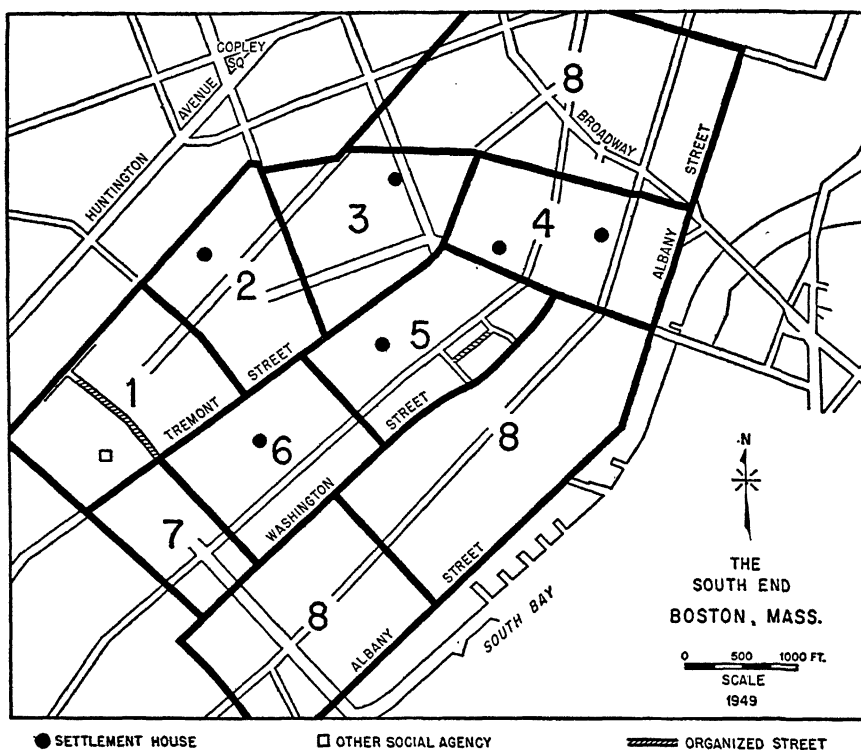 COPLEY
SQ
HUNTINGTON
AVENUE
8
BROADWAY
STREET
ALBANY
3
4
2
5
1
TREMONT
STREET
6
STREET
WASHINGTON
8
7
8
ALBANY
STREET
SOUTH BAY
N
THE
SOUTH END
BOSTON, MASS.
0 500 1000 FT.
SCALE
1949
SETTLEMENT HOUSE
OTHER SOCIAL AGENCY
ORGANIZED STREET